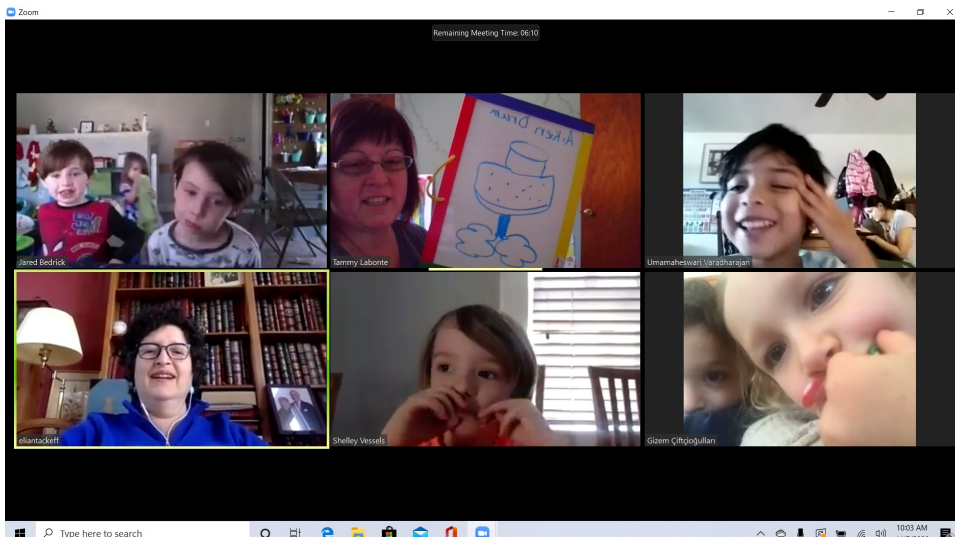 Zoom
Remaining Meeting Time: 06:10
Aiken Drum
Jared Bedrick
Tammy Labonte
Umamaheswari Varadharajan
eliantackeff
Shelley Vessels
Gizem Çiftçioğulları
Type here to search
10:03 AM